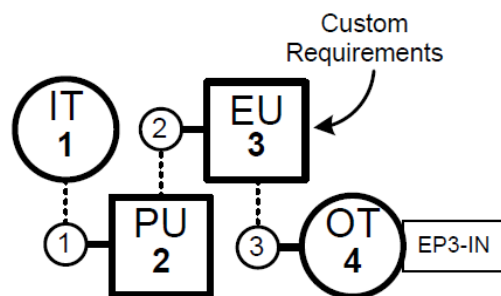 Custom
Requirements
IT
1
2
EU
3
1
PU
2
3
OT
4
EP3-IN